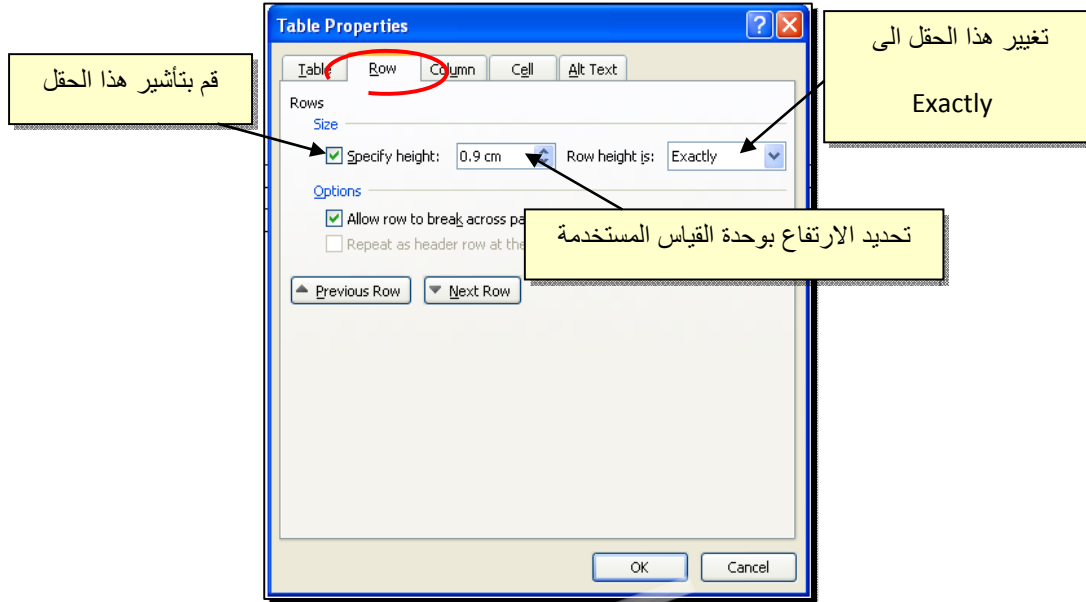 Table Properties
تغيير هذا الحقل الى
Exactly
قم بتأشير هذا الحقل
Table Row Column Cell Alt Text
Rows
Size
Specify height: 0.9 cm Row height is: Exactly
Options
Allow row to break across pa
Repeat as header row at the
تحديد الارتفاع بوحدة القياس المستخدمة
Previous Row Next Row
OK Cancel